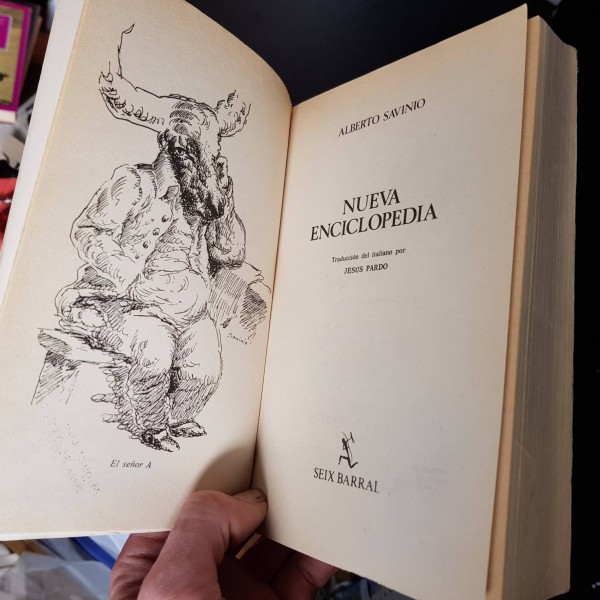 El señor A
ALBERTO SAVINIO
NUEVA
ENCICLOPEDIA
Traducción del italiano por
JESÚS PARDO
SEIX BARRAL